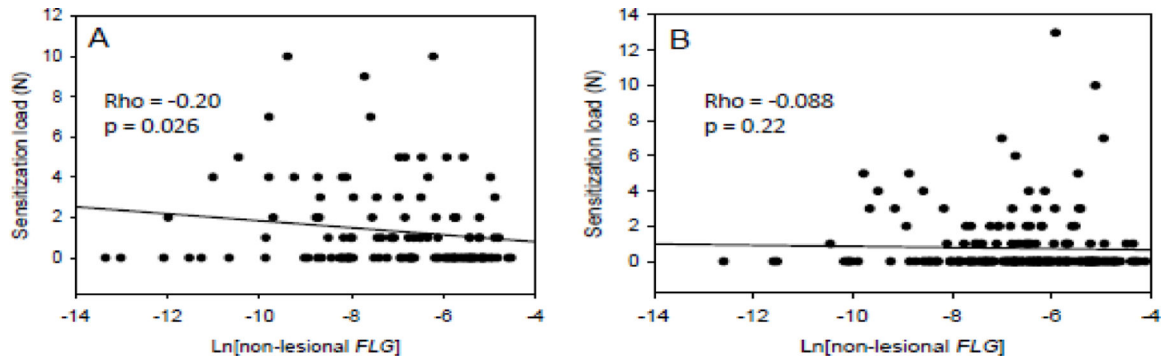 A
Rho = -0.20
p = 0.026
Sensitization load (N)
12
10
8
6
4
2
0
-14
-12
-10
-8
-6
-4
Ln[non-lesional FLG]
B
Rho = -0.088
p = 0.22
Sensitization load (N)
14
12
10
8
6
4
2
0
-14
-12
-10
-8
-6
-4
Ln[non-lesional FLG]